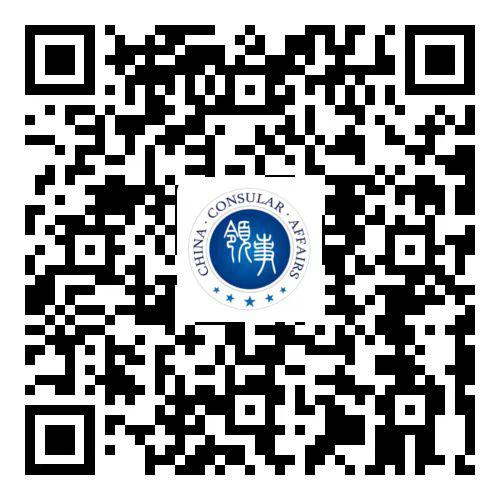 CHINA · CONSULAR · AFFAIRS
領事